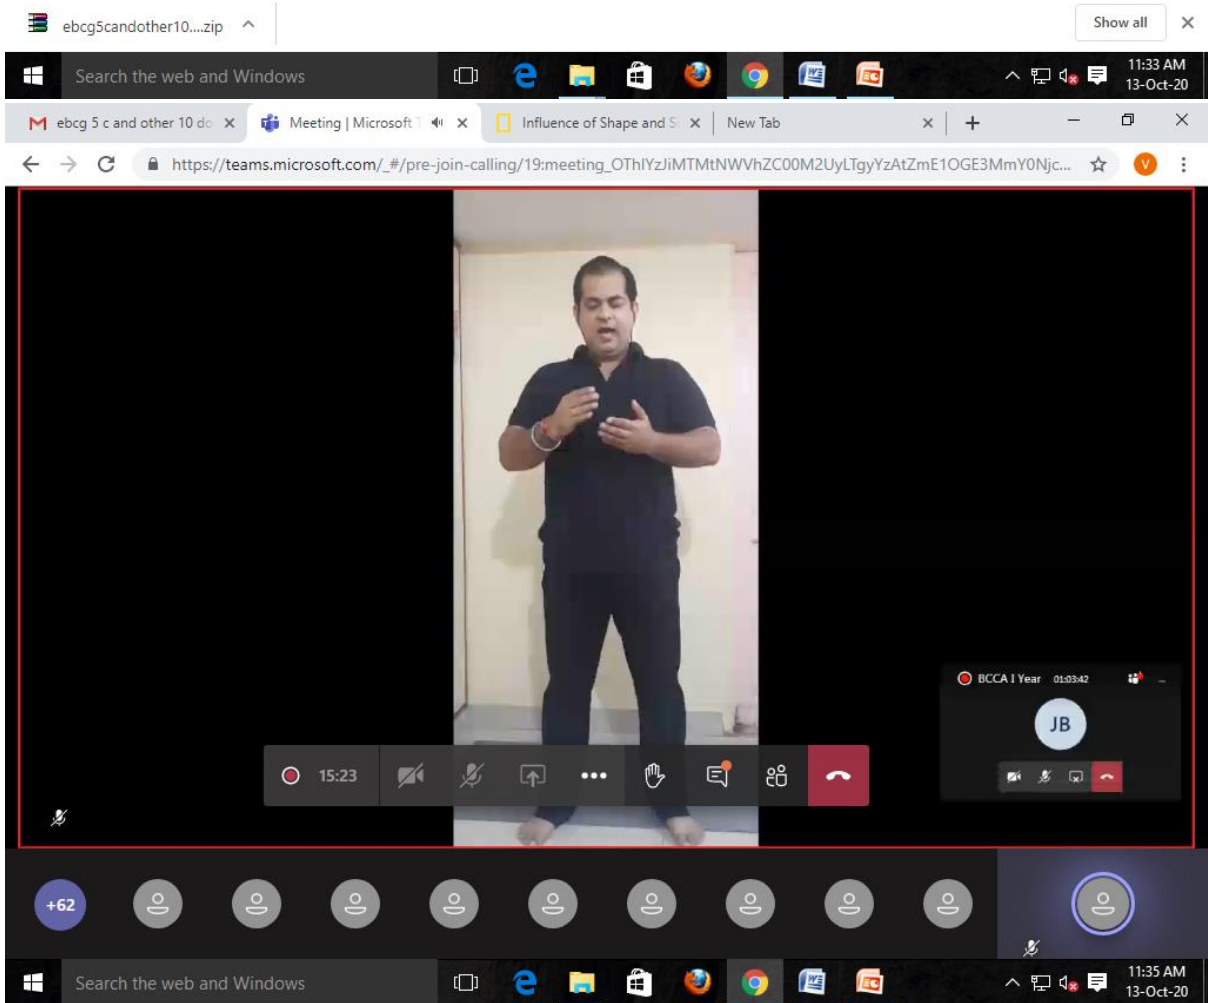 ebcg5candother10....zip
Show all
Search the web and Windows
11:33 AM
13-Oct-20
ebcg 5 c and other 10 do
Meeting | Microsoft T
Influence of Shape and S
New Tab
https://teams.microsoft.com/_#/pre-join-calling/19:meeting_OThlYzJiMTMtNWVhZC00M2UyLTgyYzAtZmE1OGE3MmY0Njc...
V
BCCA I Year 01:03:42
JB
15:23
+62
Search the web and Windows
11:35 AM
13-Oct-20